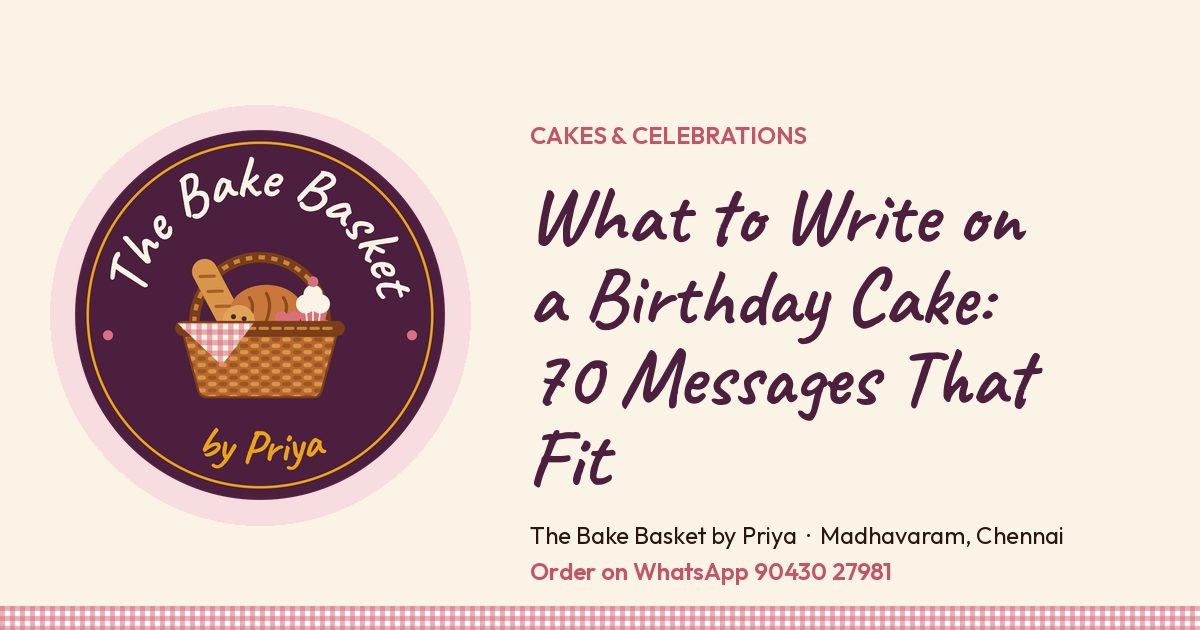 The Bake Basket
by Priya
CAKES & CELEBRATIONS
What to Write on
a Birthday Cake:
70 Messages That
Fit
The Bake Basket by Priya · Madhavaram, Chennai
Order on WhatsApp 90430 27981